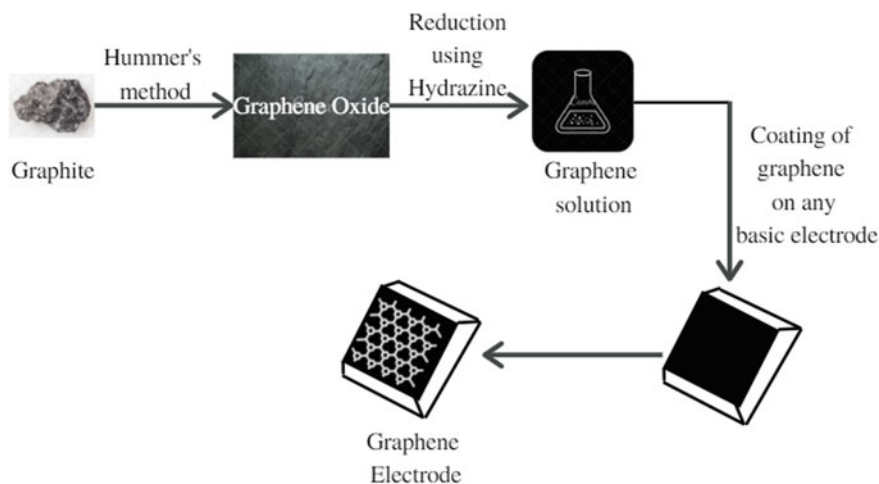 Hummer's
method
Graphite
Graphene Oxide
Reduction
using
Hydrazine
Canva
Graphene
solution
Coating of
graphene
on any
basic electrode
Graphene
Electrode